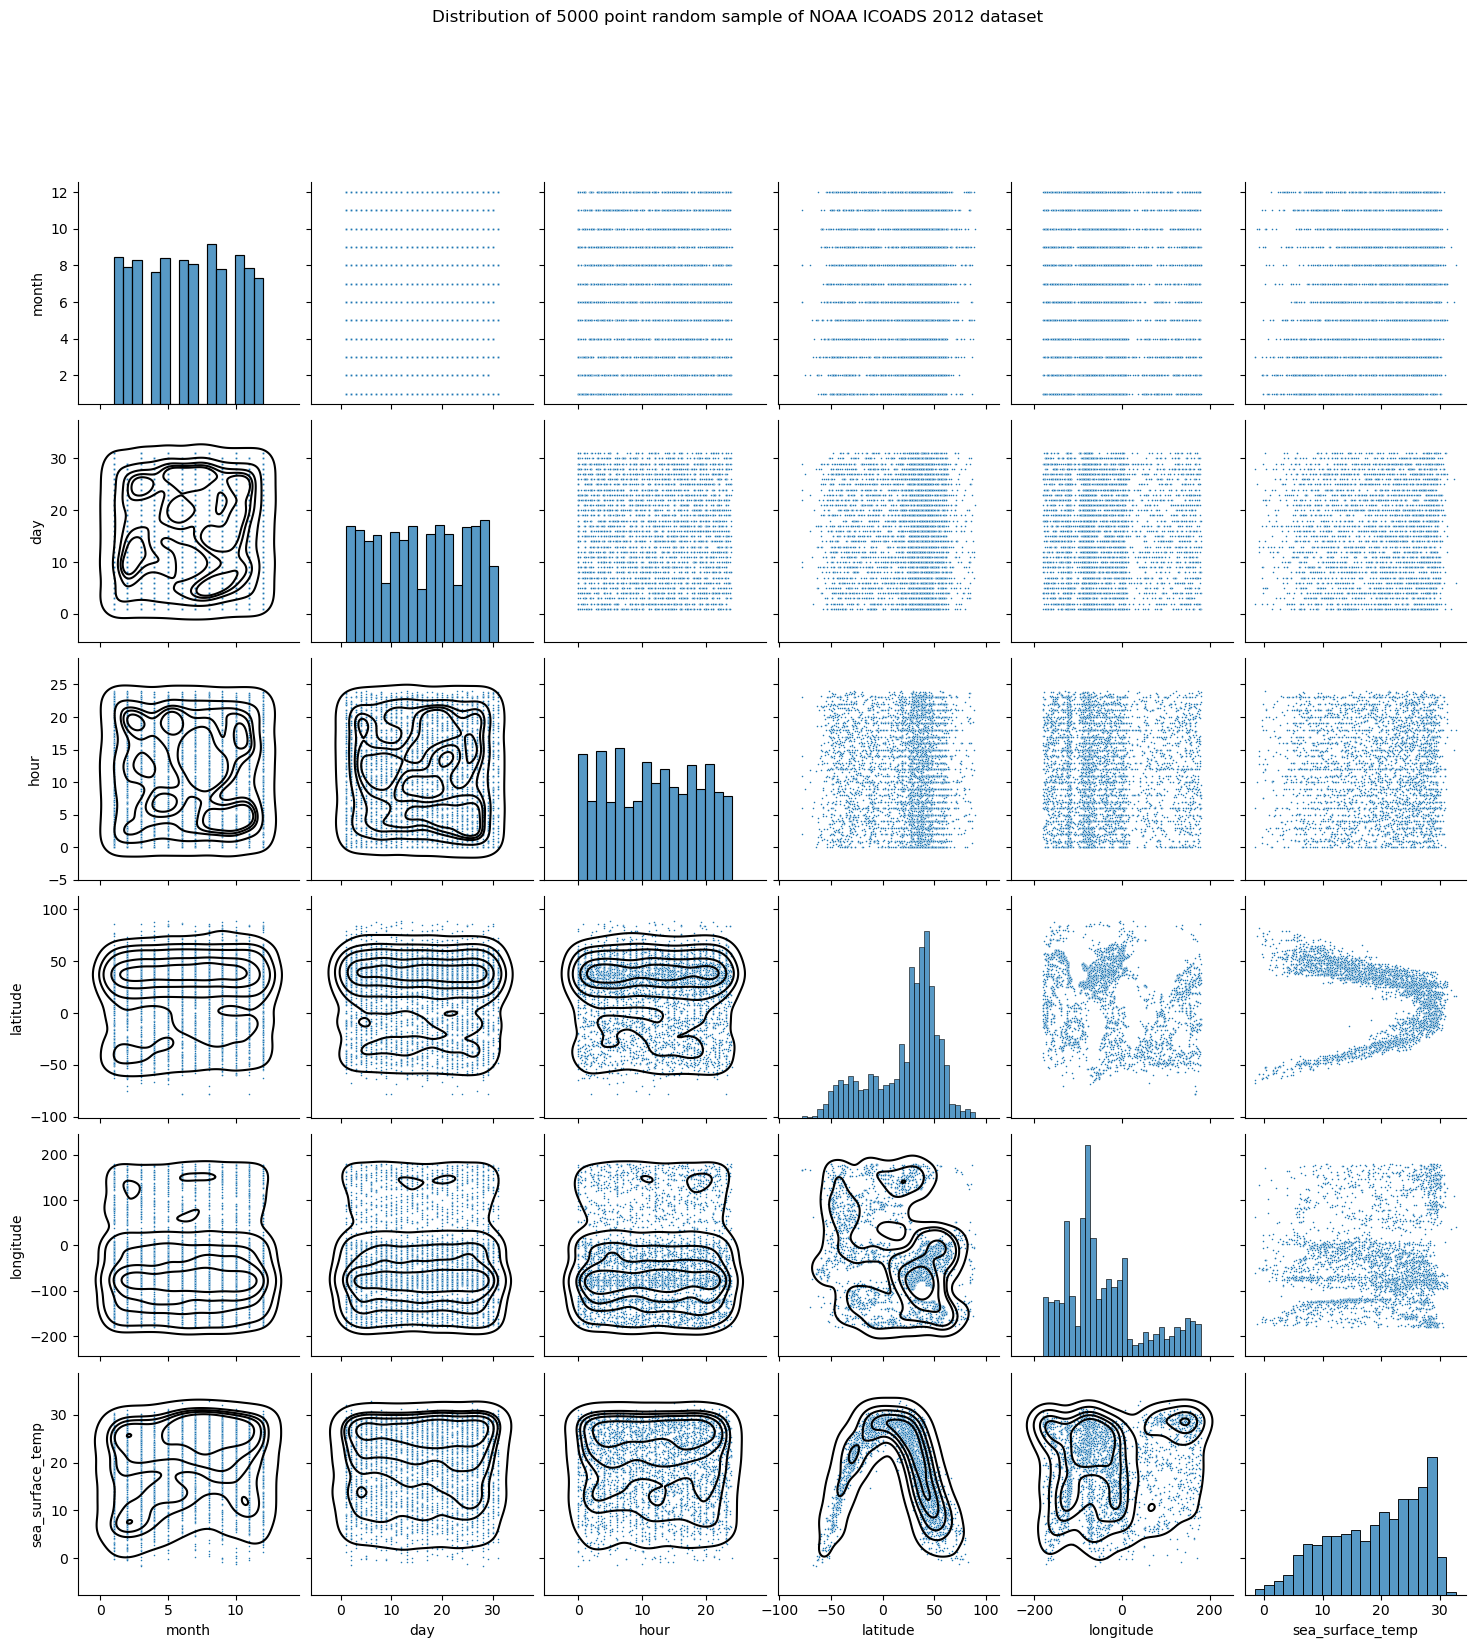 Distribution of 5000 point random sample of NOAA ICOADS 2012 dataset
month
12
10
8
6
4
2
day
30
20
10
0
hour
25
20
15
10
5
0
−5
latitude
100
50
0
−50
−100
longitude
200
100
0
−100
−200
sea_surface_temp
30
20
10
0
0 5 10
0 10 20 30
0 10 20
−100 −50 0 50 100
−200 0 200
0 10 20 30
month day hour latitude longitude sea_surface_temp